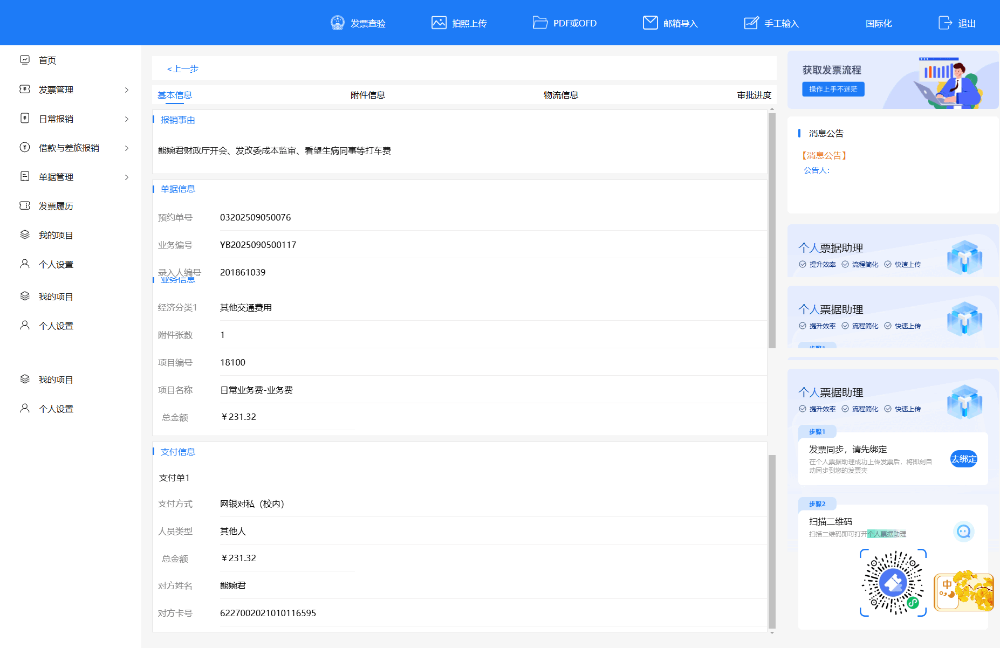 发票查验
拍照上传
PDF或OFD
邮箱导入
手工输入
国际化
退出
首页
发票管理
日常报销
借款与差旅报销
单据管理
发票履历
我的项目
个人设置
我的项目
个人设置
我的项目
个人设置
<上一步
基本信息
附件信息
物流信息
审批进度
报销事由
熊婉君财政厅开会、发改委成本监审、看望生病同事等打车费
单据信息
预约单号 03202509050076
业务编号 YB2025090500117
录入人编号 201861039
业务信息
经济分类1 其他交通费用
附件张数 1
项目编号 18100
项目名称 日常业务费-业务费
总金额 ￥231.32
支付信息
支付单1
支付方式 网银对私（校内）
人员类型 其他人
总金额 ￥231.32
对方姓名 熊婉君
对方卡号 6227002021010116595
获取发票流程
操作上手不迷茫
消息公告
【消息公告】
公告人：
个人票据助理
提升效率 流程简化 快速上传
个人票据助理
提升效率 流程简化 快速上传
步骤1
个人票据助理
提升效率 流程简化 快速上传
步骤1
发票同步，请先绑定
在个人票据助理成功上传发票后，将即刻自
动同步到您的发票夹
去绑定
步骤2
扫描二维码
扫描二维码即可打开个人票据助理
中